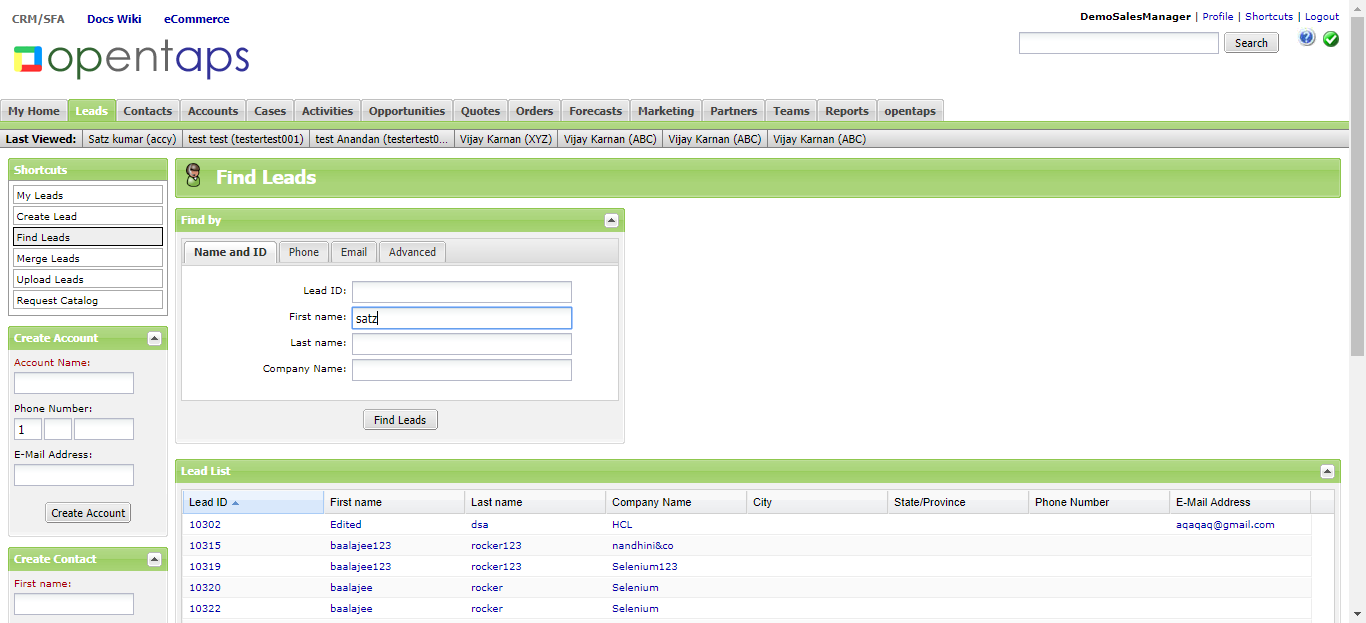 CRM/SFA Docs Wiki eCommerce
DemoSalesManager | Profile | Shortcuts | Logout
opentaps
Search
My Home Leads Contacts Accounts Cases Activities Opportunities Quotes Orders Forecasts Marketing Partners Teams Reports opentaps
Last Viewed: Satz kumar (accy) test test (testertest001) test Anandan (testertest0... Vijay Karnan (XYZ) Vijay Karnan (ABC) Vijay Karnan (ABC) Vijay Karnan (ABC)
Shortcuts
My Leads
Create Lead
Find Leads
Merge Leads
Upload Leads
Request Catalog
Create Account
Account Name:
Phone Number:
1
E-Mail Address:
Create Account
Create Contact
First name:
Find Leads
Find by
Name and ID Phone Email Advanced
Lead ID:
First name: satz
Last name:
Company Name:
Find Leads
Lead List
Lead ID First name Last name Company Name City State/Province Phone Number E-Mail Address
10302 Edited dsa HCL aqaqaq@gmail.com
10315 baalajee123 rocker123 nandhini&co
10319 baalajee123 rocker123 Selenium123
10320 baalajee rocker Selenium
10322 baalajee rocker Selenium